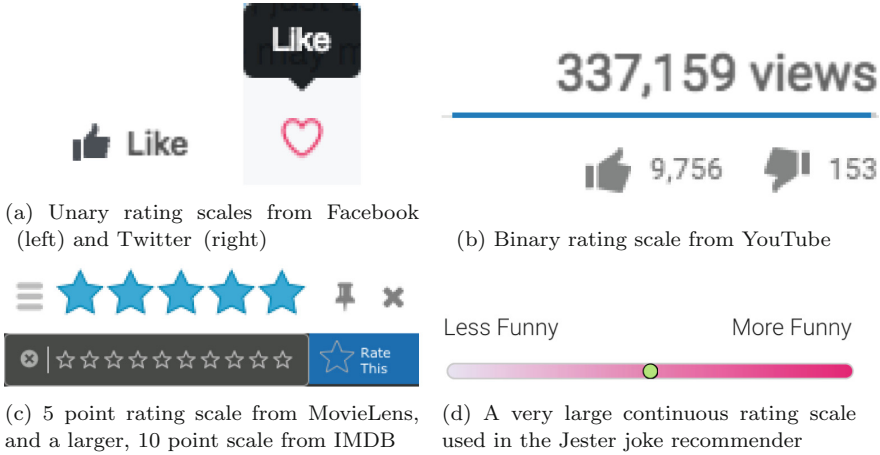 Like
Like
(a) Unary rating scales from Facebook
(left) and Twitter (right)
337,159 views
9,756 153
(b) Binary rating scale from YouTube
Rate
This
(c) 5 point rating scale from MovieLens,
and a larger, 10 point scale from IMDB
Less Funny More Funny
(d) A very large continuous rating scale
used in the Jester joke recommender